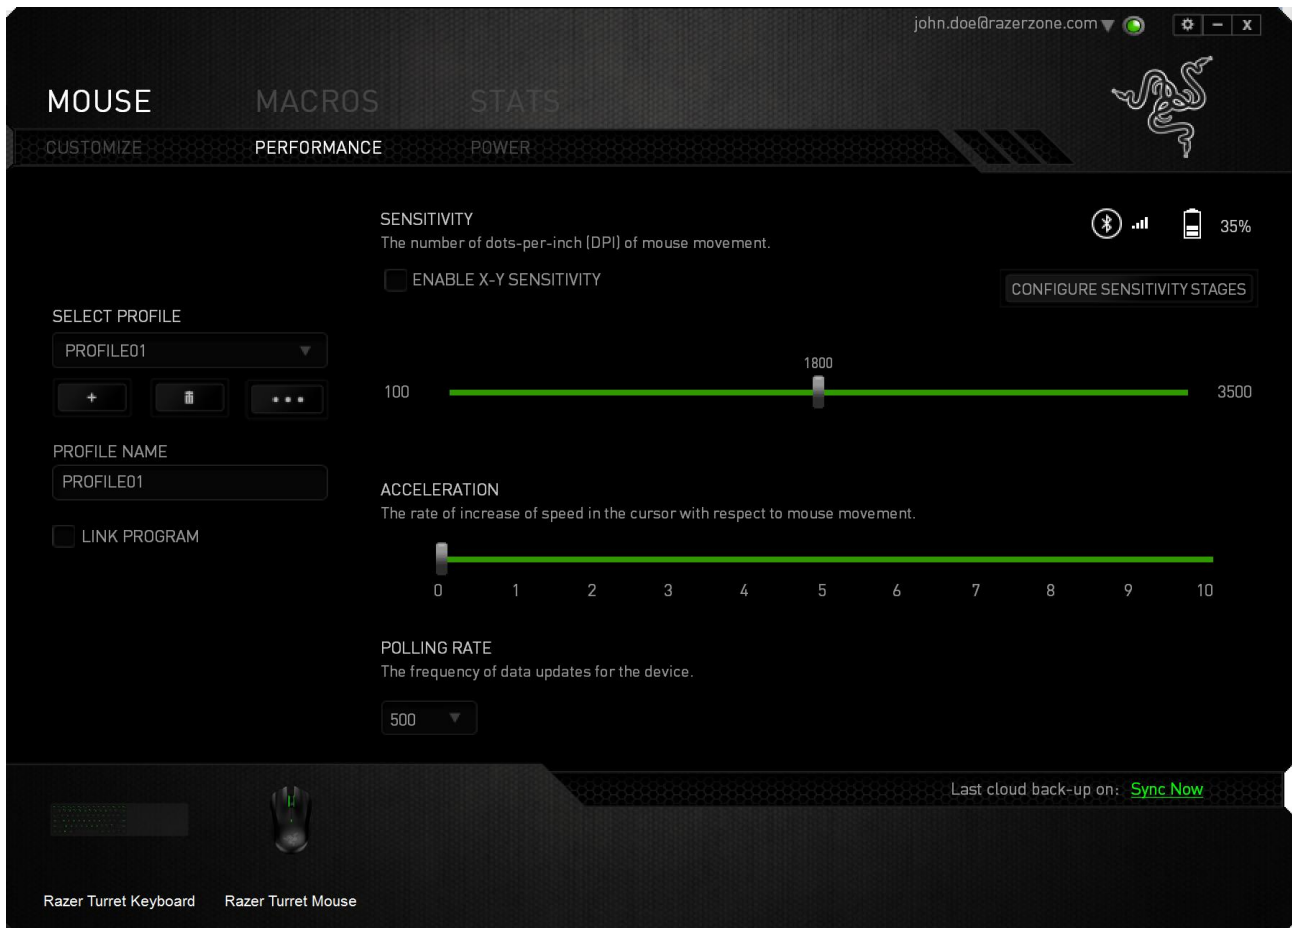 john.doe@razerzone.com
X
MOUSE MACROS STATS
CUSTOMIZE PERFORMANCE POWER
SENSITIVITY
The number of dots-per-inch (DPI) of mouse movement.
35%
ENABLE X-Y SENSITIVITY
CONFIGURE SENSITIVITY STAGES
SELECT PROFILE
PROFILE01
1800
100 3500
PROFILE NAME
PROFILE01
LINK PROGRAM
ACCELERATION
The rate of increase of speed in the cursor with respect to mouse movement.
0 1 2 3 4 5 6 7 8 9 10
POLLING RATE
The frequency of data updates for the device.
500
Last cloud back-up on: Sync Now
Razer Turret Keyboard Razer Turret Mouse